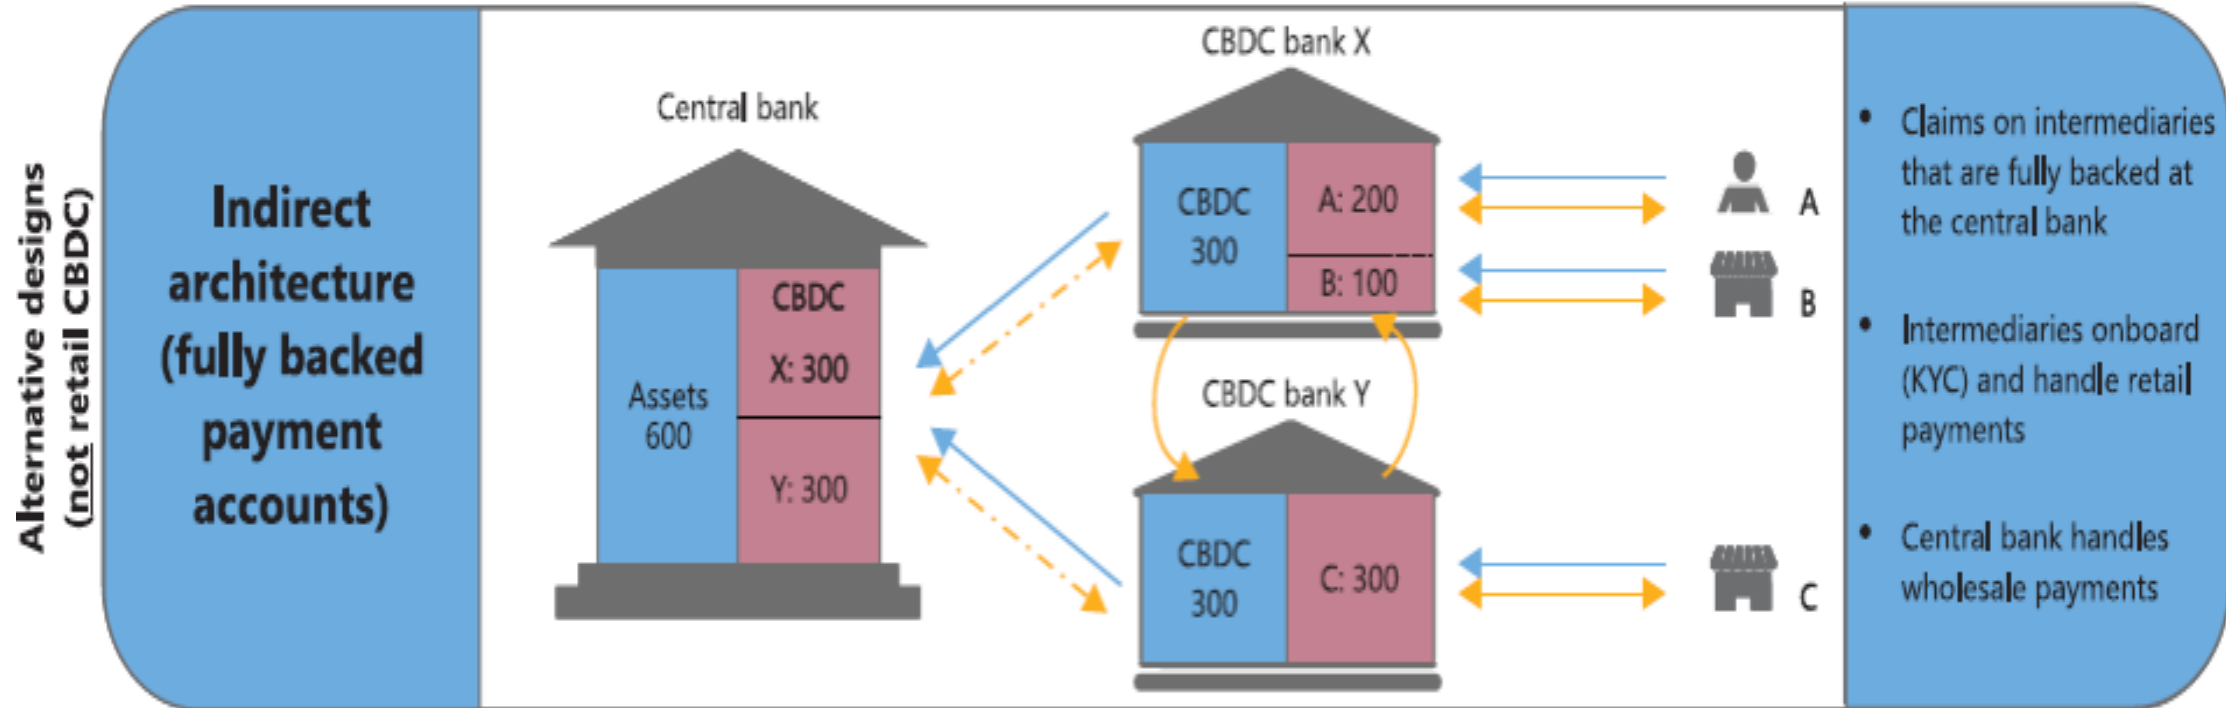 Alternative designs
(not retail CBDC)
Indirect
architecture
(fully backed
payment
accounts)
Central bank
Assets
600
CBDC
X: 300
Y: 300
CBDC bank X
CBDC
300
A: 200
B: 100
CBDC bank Y
CBDC
300
C: 300
A
B
C
• Claims on intermediaries
that are fully backed at
the central bank
• Intermediaries onboard
(KYC) and handle retail
payments
• Central bank handles
wholesale payments